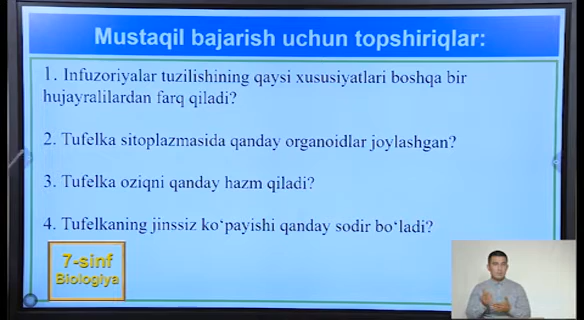 Mustaqil bajarish uchun topshiriqlar:
1. Infuzoriyalar tuzilishining qaysi xususiyatlari boshqa bir
hujayralilardan farq qiladi?
2. Tufelka sitoplazmasida qanday organoidlar joylashgan?
3. Tufelka oziqni qanday hazm qiladi?
4. Tufelkaning jinssiz ko‘payishi qanday sodir bo‘ladi?
7-sinf
Biologiya